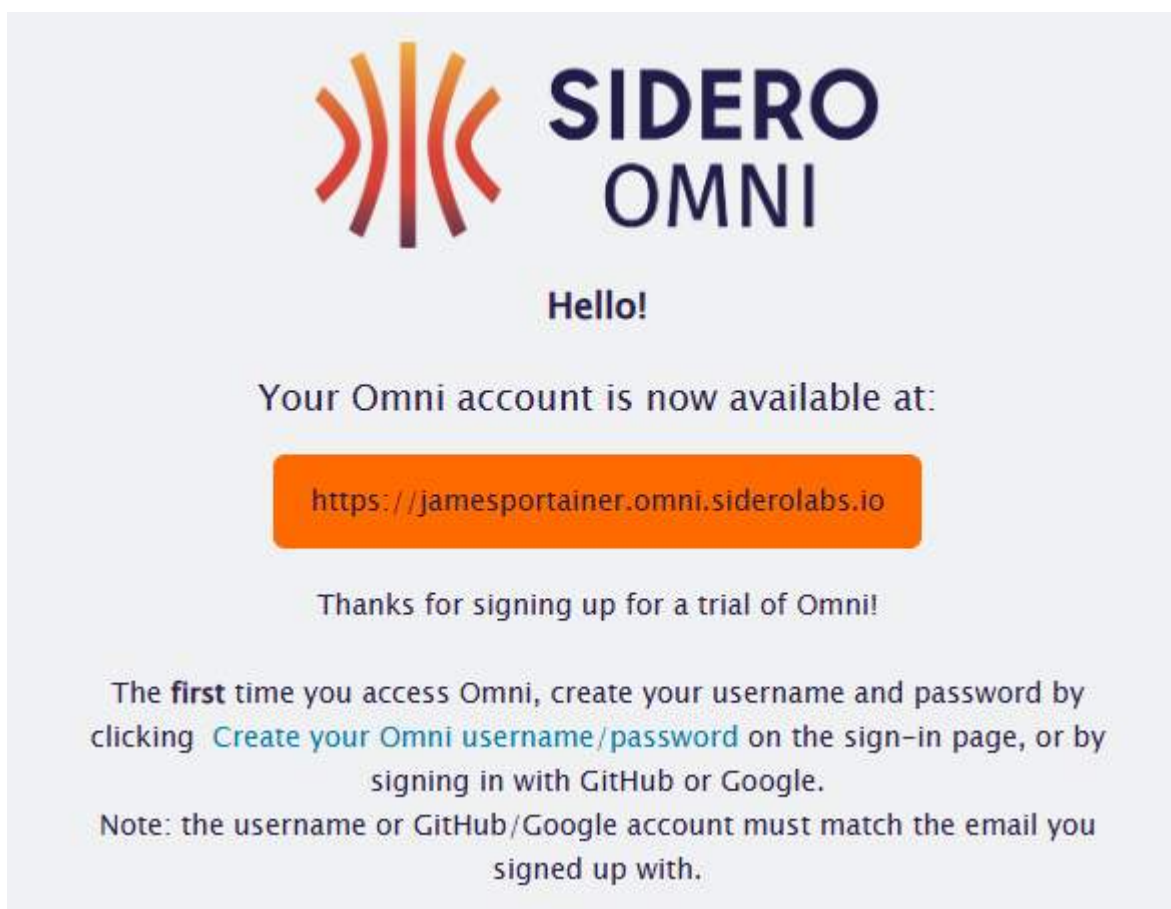 SIDERO
OMNI
Hello!
Your Omni account is now available at:
https://jamesportainer.omni.siderolabs.io
Thanks for signing up for a trial of Omni!
The first time you access Omni, create your username and password by
clicking Create your Omni username/password on the sign-in page, or by
signing in with GitHub or Google.
Note: the username or GitHub/Google account must match the email you
signed up with.